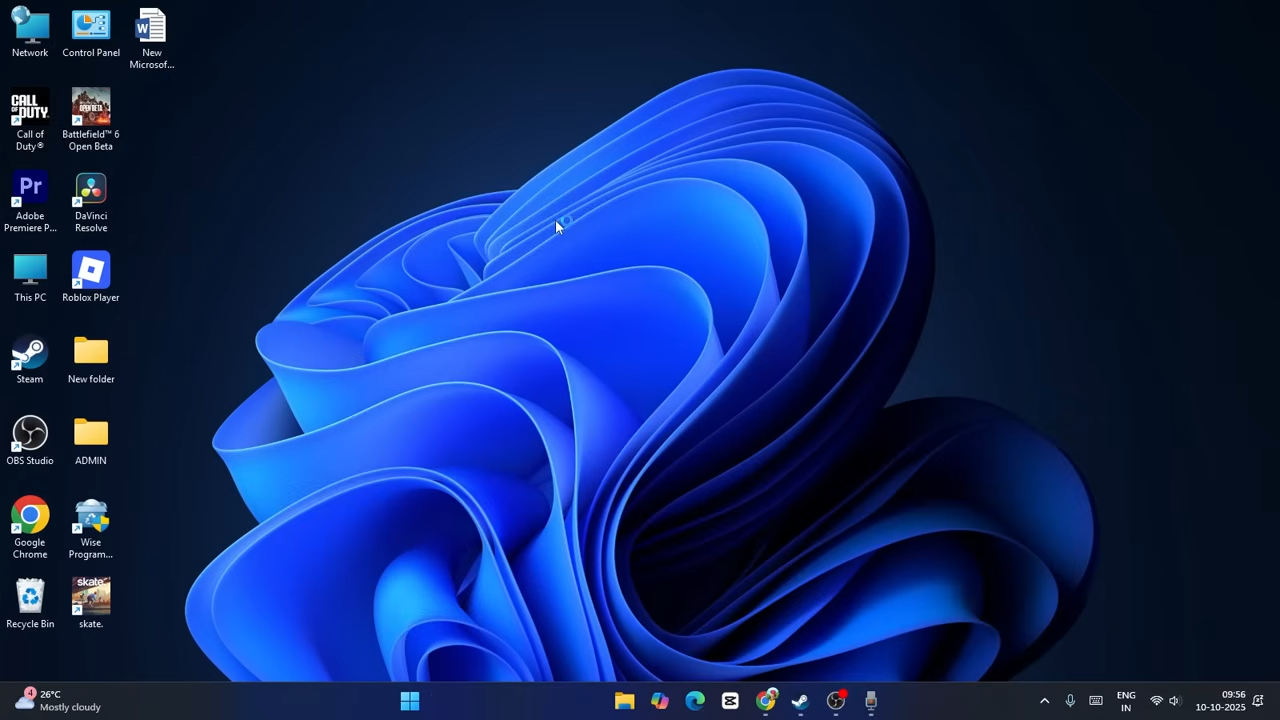 Network
Control Panel
New
Microsof...
CALL OF DUTY
Call of
Duty®
OPEN BETA
Battlefield™ 6
Open Beta
Pr
Adobe
Premiere P...
DaVinci
Resolve
This PC
Roblox Player
Steam
New folder
OBS Studio
ADMIN
Google
Chrome
Wise
Program...
Recycle Bin
skate.
skate.
4
26°C
Mostly cloudy
ENG
IN
09:56
10-10-2025